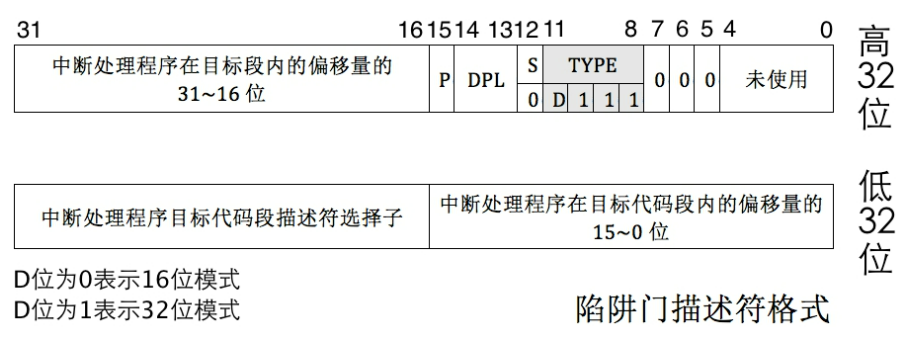 31 16 15 14 13 12 11 8 7 6 5 4 0
中断处理程序在目标段内的偏移量的
31~16 位
P
DPL
S
0
TYPE
D 1 1 1
0 0 0
未使用
高
32
位
中断处理程序目标代码段描述符选择子
中断处理程序在目标代码段内的偏移量的
15~0 位
低
32
位
D位为0表示16位模式
D位为1表示32位模式
陷阱门描述符格式